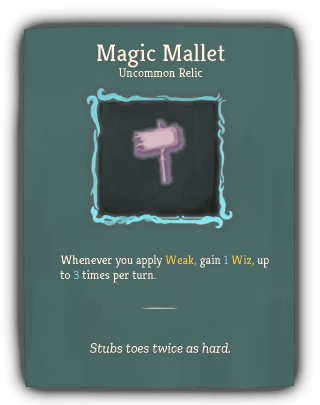 Magic Mallet
Uncommon Relic
Whenever you apply Weak, gain 1 Wiz, up
to 3 times per turn.
Stubs toes twice as hard.